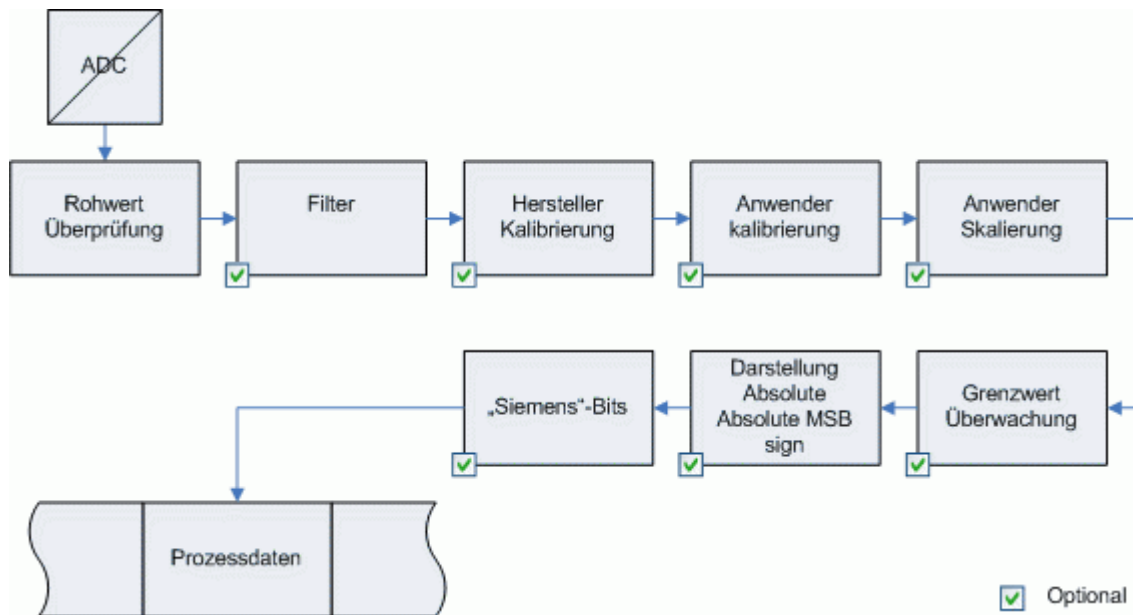 ADC
Rohwert
Überprüfung
Filter
Hersteller
Kalibrierung
Anwender
kalibrierung
Anwender
Skalierung
Grenzwert
Überwachung
Darstellung
Absolute
Absolute MSB
sign
„Siemens“-Bits
Prozessdaten
Optional